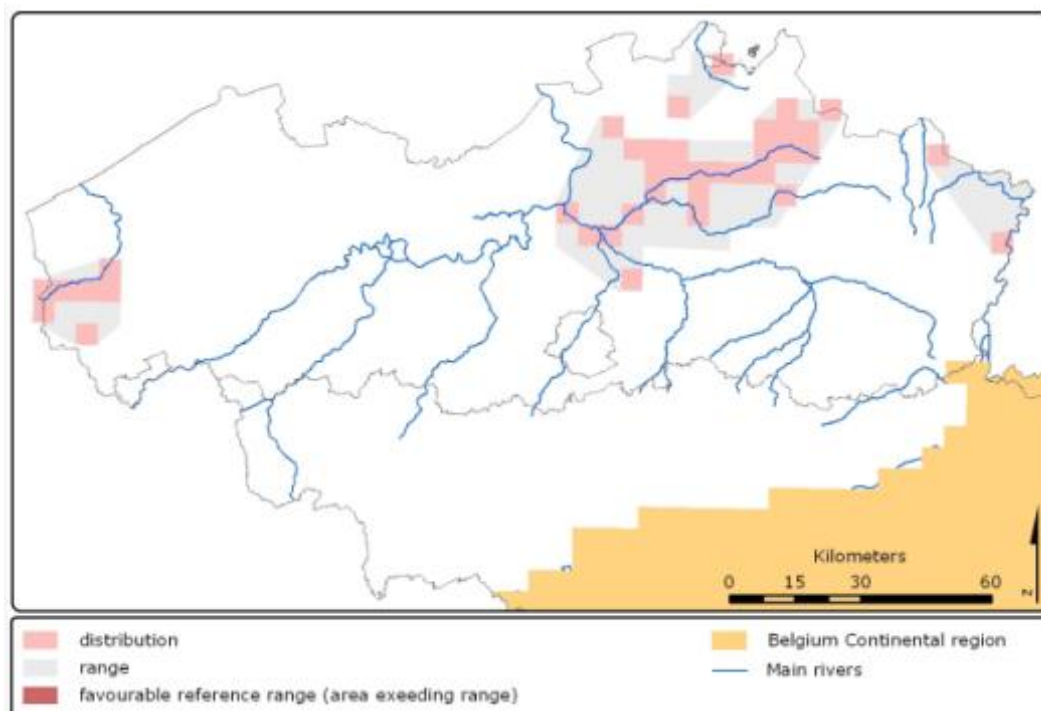 Kilometers
0 15 30 60
N
distribution
range
favourable reference range (area exeeding range)
Belgium Continental region
Main rivers